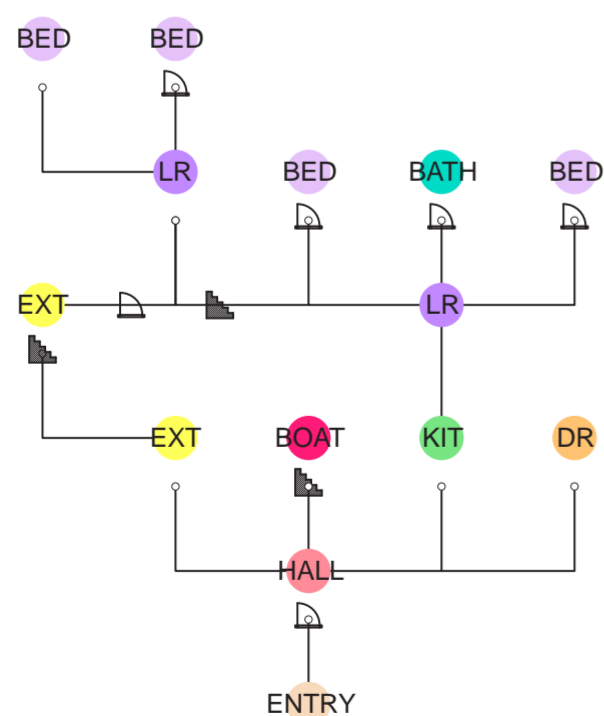 BED BED
LR BED BATH BED
EXT LR
EXT BOAT KIT DR
HALL
ENTRY